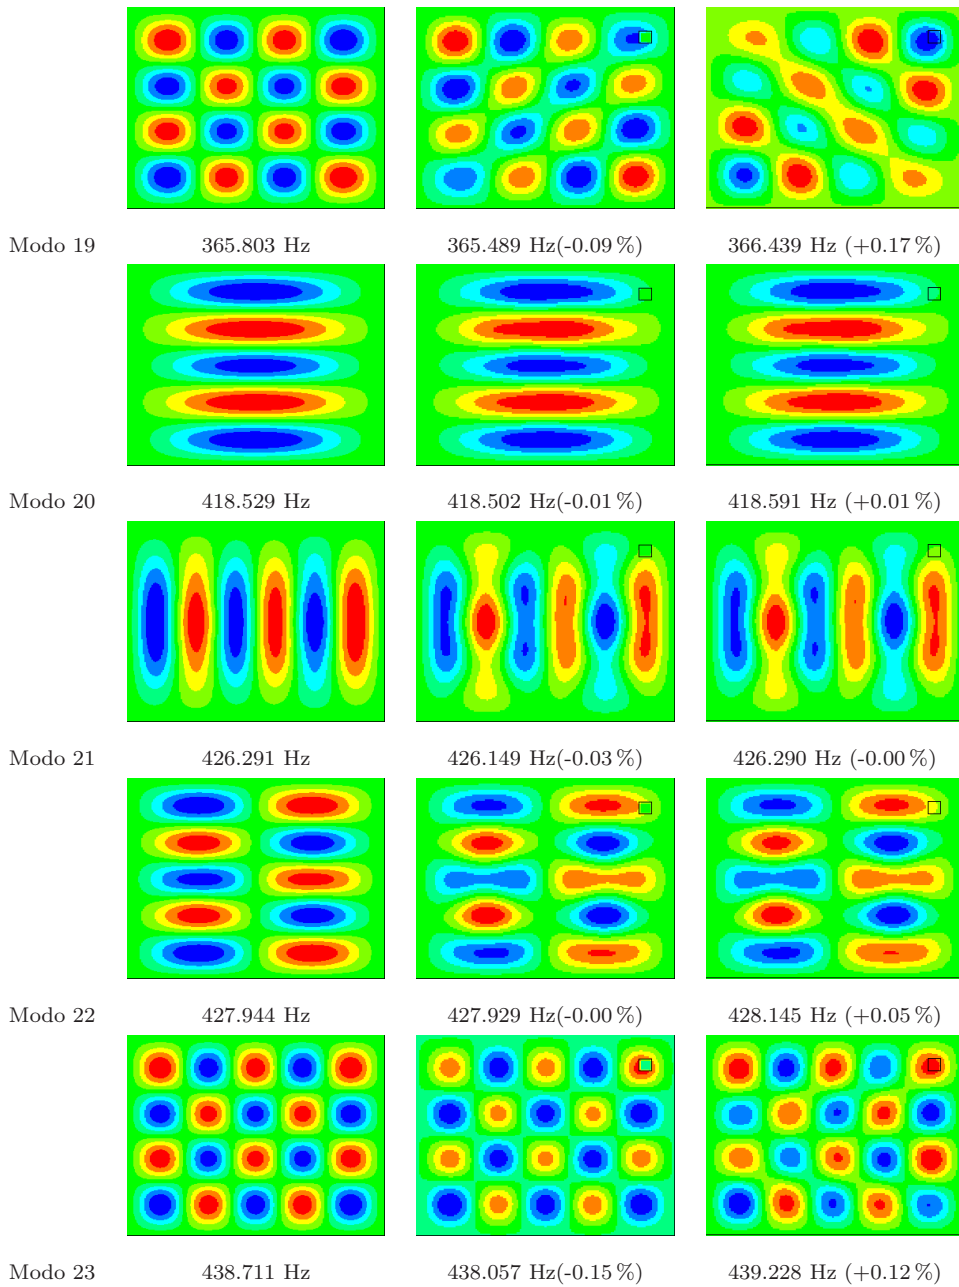 Modo 19 365.803 Hz 365.489 Hz(-0.09 %) 366.439 Hz (+0.17 %)
Modo 20 418.529 Hz 418.502 Hz(-0.01 %) 418.591 Hz (+0.01 %)
Modo 21 426.291 Hz 426.149 Hz(-0.03 %) 426.290 Hz (-0.00 %)
Modo 22 427.944 Hz 427.929 Hz(-0.00 %) 428.145 Hz (+0.05 %)
Modo 23 438.711 Hz 438.057 Hz(-0.15 %) 439.228 Hz (+0.12 %)